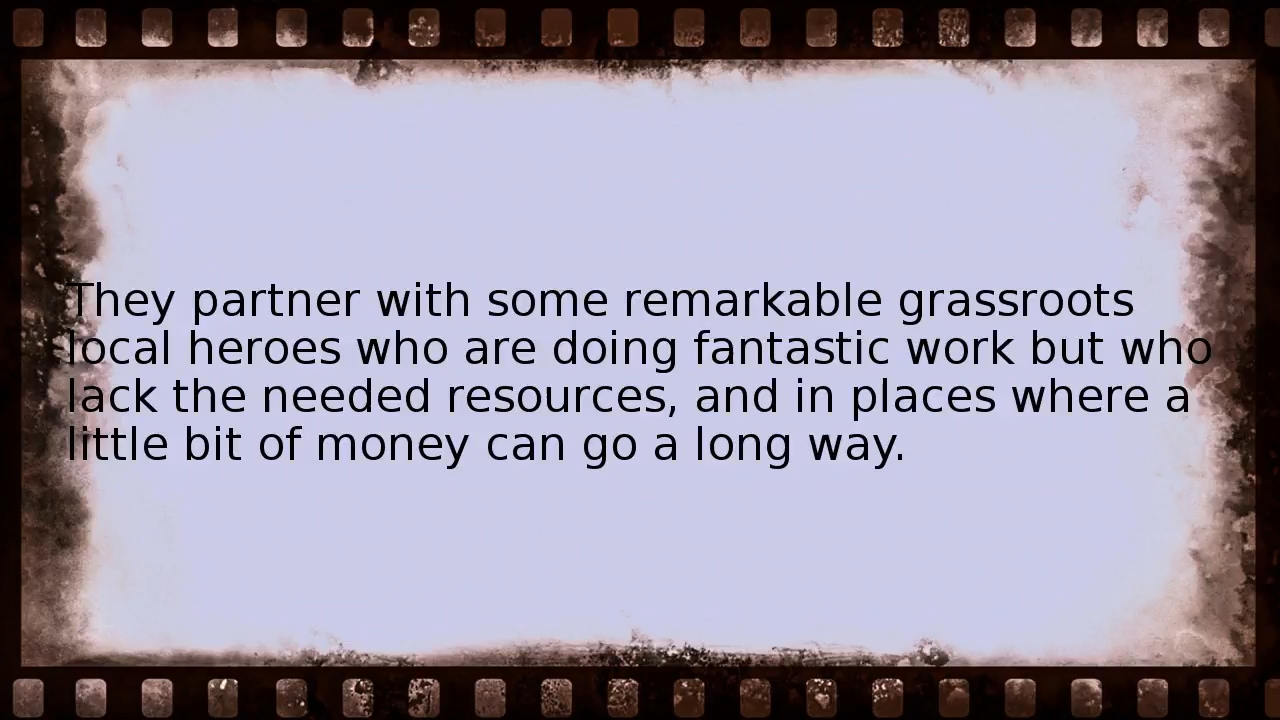 They partner with some remarkable grassroots
local heroes who are doing fantastic work but who
lack the needed resources, and in places where a
little bit of money can go a long way.